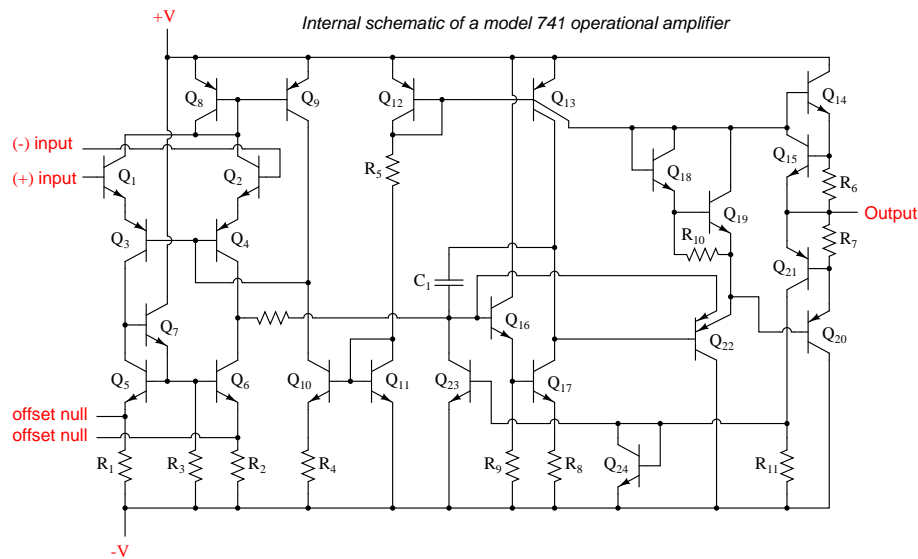 Internal schematic of a model 741 operational amplifier
+V
Q8
Q9
Q12
Q13
Q14
(-) input
(+) input
Q1
Q2
R5
Q15
Q18
R6
Q19
Output
Q3
Q4
R10
R7
Q21
C1
Q7
Q16
Q22
Q20
Q5
Q6
Q10
Q11
Q23
Q17
offset null
offset null
R1
R3
R2
R4
R9
R8
Q24
R11
-V